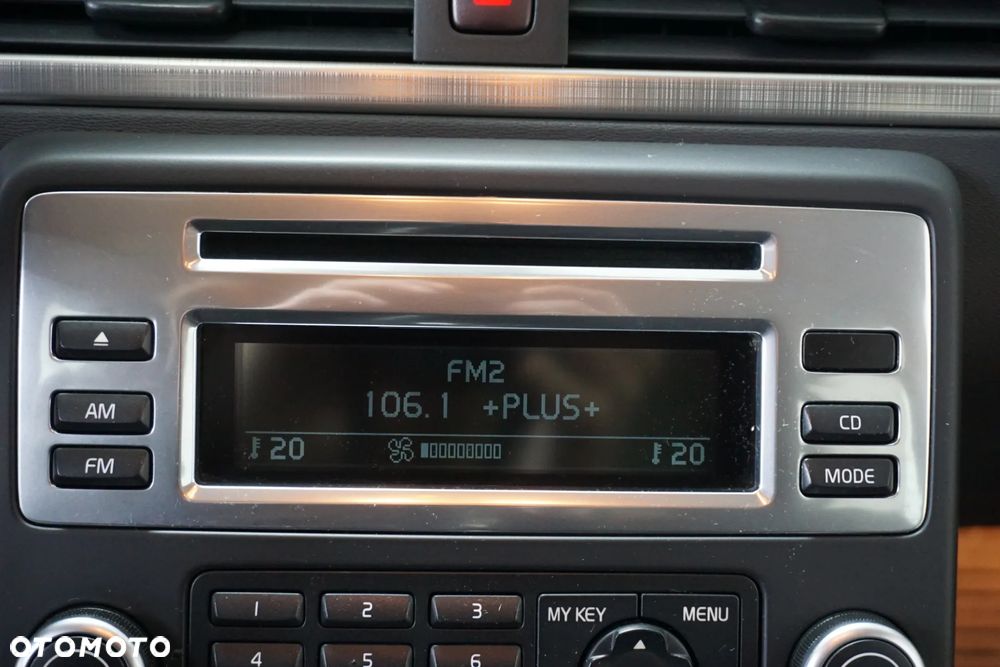 FM2
106.1 +PLUS+
20 20
AM
FM
CD
MODE
1 2 3
MY KEY MENU
4 5 6
OTOMOTO